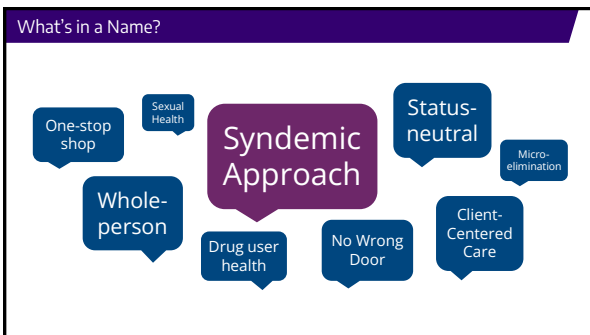 What's in a Name?
One-stop
shop
Sexual
Health
Syndemic
Approach
Status-
neutral
Micro-
elimination
Whole-
person
Drug user
health
No Wrong
Door
Client-
Centered
Care